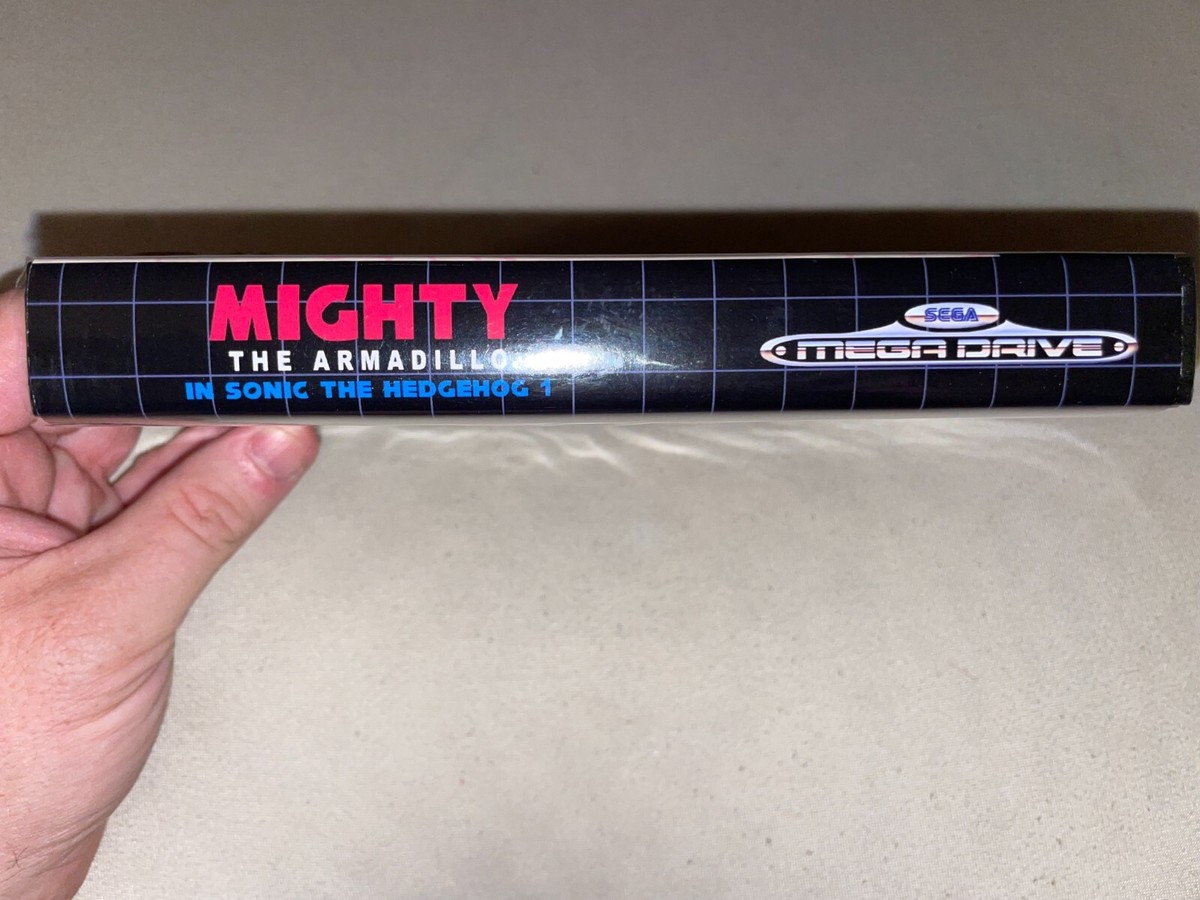 MIGHTY
THE ARMADILLO
IN SONIC THE HEDGEHOG 1
SEGA
MEGA DRIVE